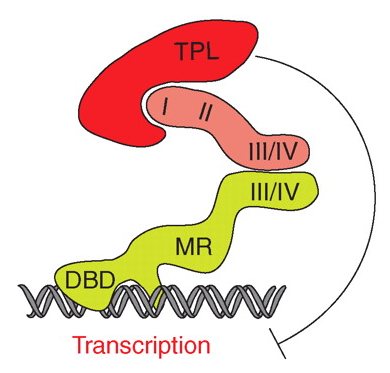 TPL
I II
III/IV
III/IV
MR
DBD
Transcription